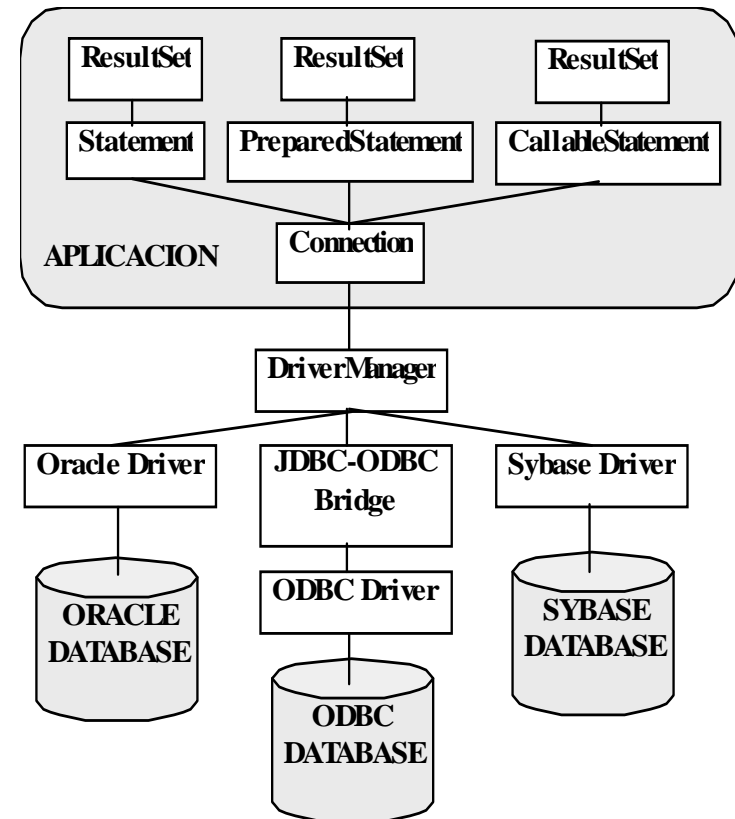 ResultSet
ResultSet
ResultSet
Statement
PreparedStatement
CallableStatement
Connection
APLICACION
DriverManager
Oracle Driver
JDBC-ODBC
Bridge
Sybase Driver
ODBC Driver
ORACLE
DATABASE
SYBASE
DATABASE
ODBC
DATABASE